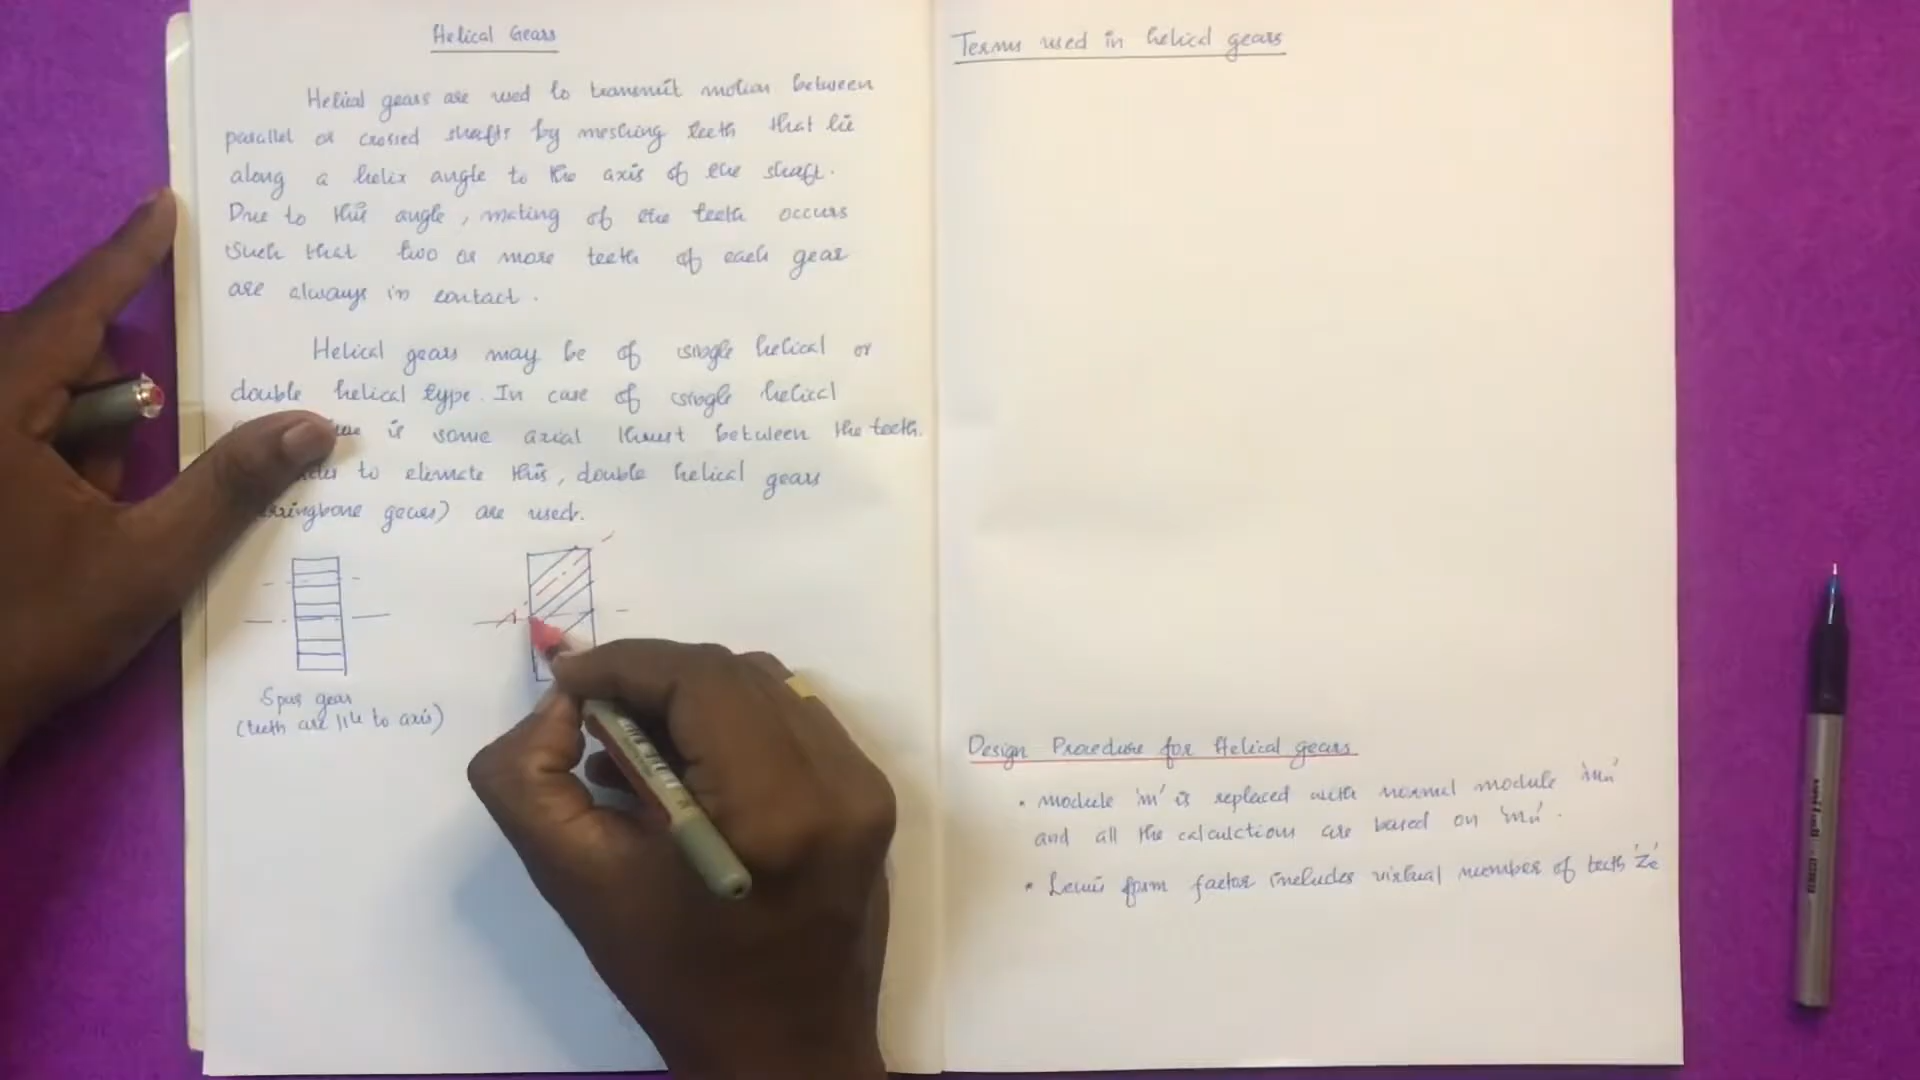 Helical Gears
Helical gears are used to transmit motion between
parallel or crossed shafts by meshing teeth that lie
along a helix angle to the axis of the shaft.
Due to this angle, mating of the teeth occurs
such that two or more teeth of each gear
are always in contact.
Helical gears may be of single helical or
double helical type. In case of single helical
is some axial thrust between the teeth.
to elimate this, double helical gears
gears) are used.
Spur gear
(teeth are ||le to axis)
Terms used in helical gears
Design Procedure for Helical gears
• Module 'm' is replaced with normal module 'mn'
and all the calculations are based on 'mn'.
• Lewis form factor includes virtual number of teeth 'Ze'